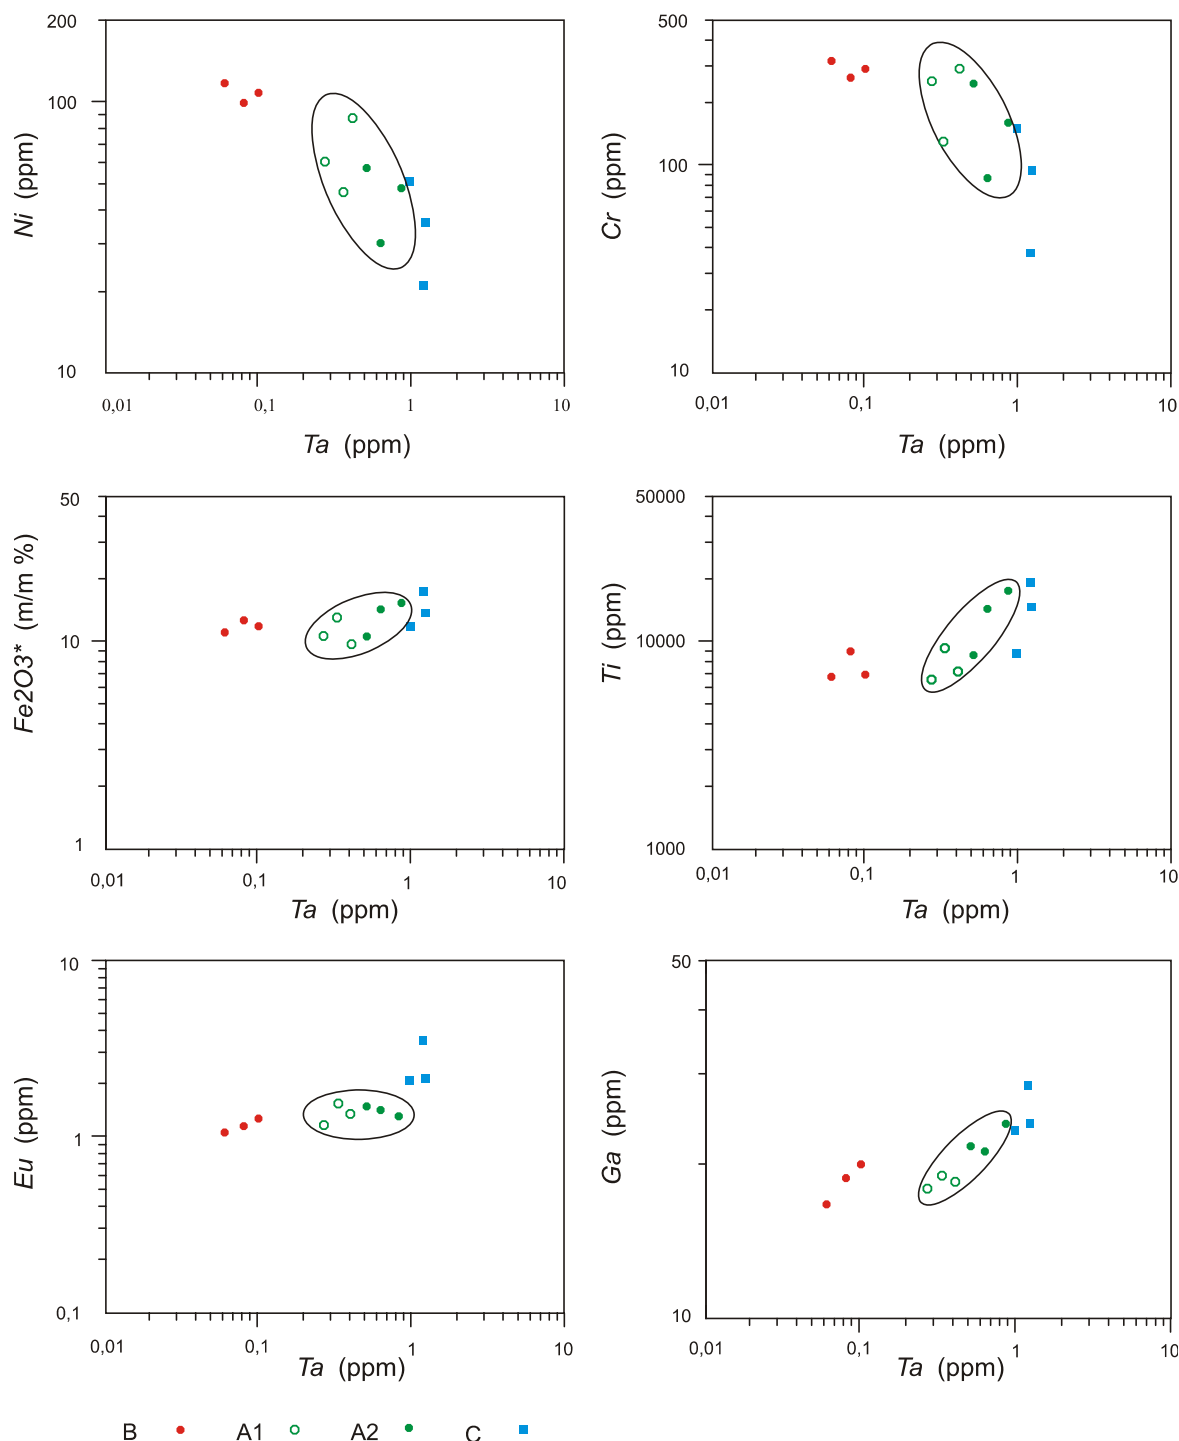 200
100
10
Ni (ppm)
0,01 0,1 1 10
Ta (ppm)
500
100
10
Cr (ppm)
0,01 0,1 1 10
Ta (ppm)
50
10
1
Fe2O3* (m/m %)
0,01 0,1 1 10
Ta (ppm)
50000
10000
1000
Ti (ppm)
0,01 0,1 1 10
Ta (ppm)
10
1
0,1
Eu (ppm)
0,01 0,1 1 10
Ta (ppm)
50
10
Ga (ppm)
0,01 0,1 1 10
Ta (ppm)
B A1 A2 C